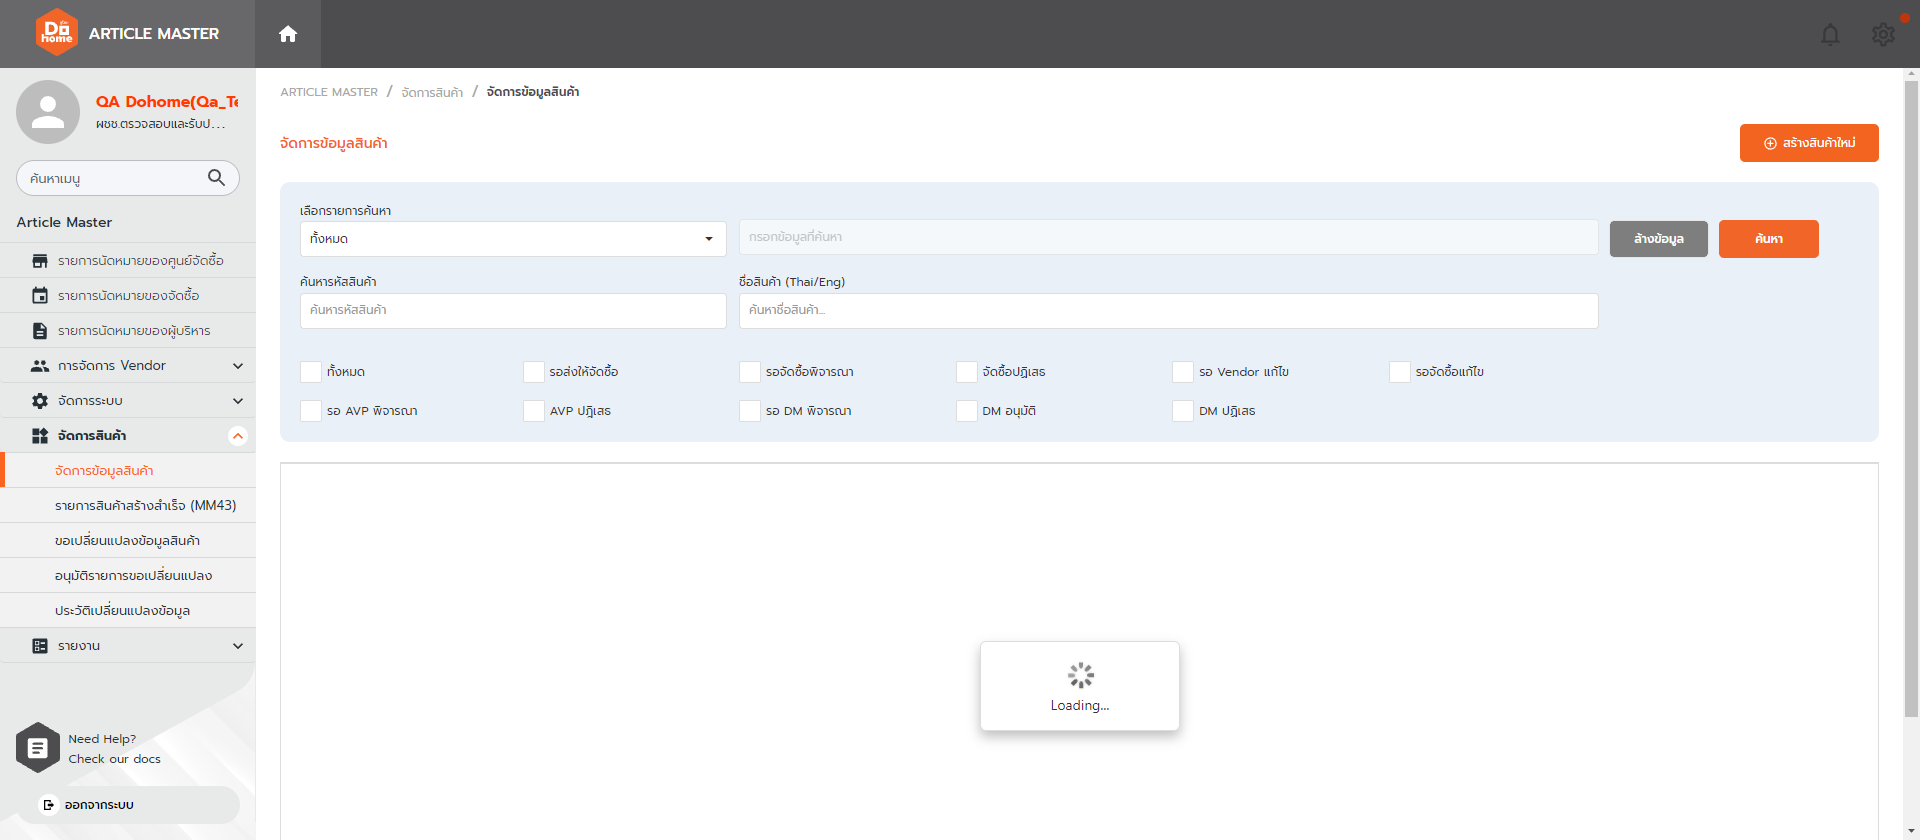 Do home
ARTICLE MASTER
QA Dohome(Qa_Te
ผชช.ตรวจสอบและรับป...
ค้นหาเมนู
Article Master
รายการนัดหมายของศูนย์จัดซื้อ
รายการนัดหมายของจัดซื้อ
รายการนัดหมายของผู้บริหาร
การจัดการ Vendor
จัดการระบบ
จัดการสินค้า
จัดการข้อมูลสินค้า
รายการสินค้าสร้างสำเร็จ (MM43)
ขอเปลี่ยนแปลงข้อมูลสินค้า
อนุมัติรายการขอเปลี่ยนแปลง
ประวัติเปลี่ยนแปลงข้อมูล
รายงาน
Need Help?
Check our docs
ออกจากระบบ
ARTICLE MASTER / จัดการสินค้า / จัดการข้อมูลสินค้า
จัดการข้อมูลสินค้า
สร้างสินค้าใหม่
เลือกรายการค้นหา
ทั้งหมด กรอกข้อมูลที่ค้นหา ล้างข้อมูล ค้นหา
ค้นหารหัสสินค้า ชื่อสินค้า (Thai/Eng)
ค้นหารหัสสินค้า ค้นหาชื่อสินค้า...
ทั้งหมด รอส่งให้จัดซื้อ รอจัดซื้อพิจารณา จัดซื้อปฏิเสธ รอ Vendor แก้ไข รอจัดซื้อแก้ไข
รอ AVP พิจารณา AVP ปฎิเสธ รอ DM พิจารณา DM อนุมัติ DM ปฏิเสธ
Loading...